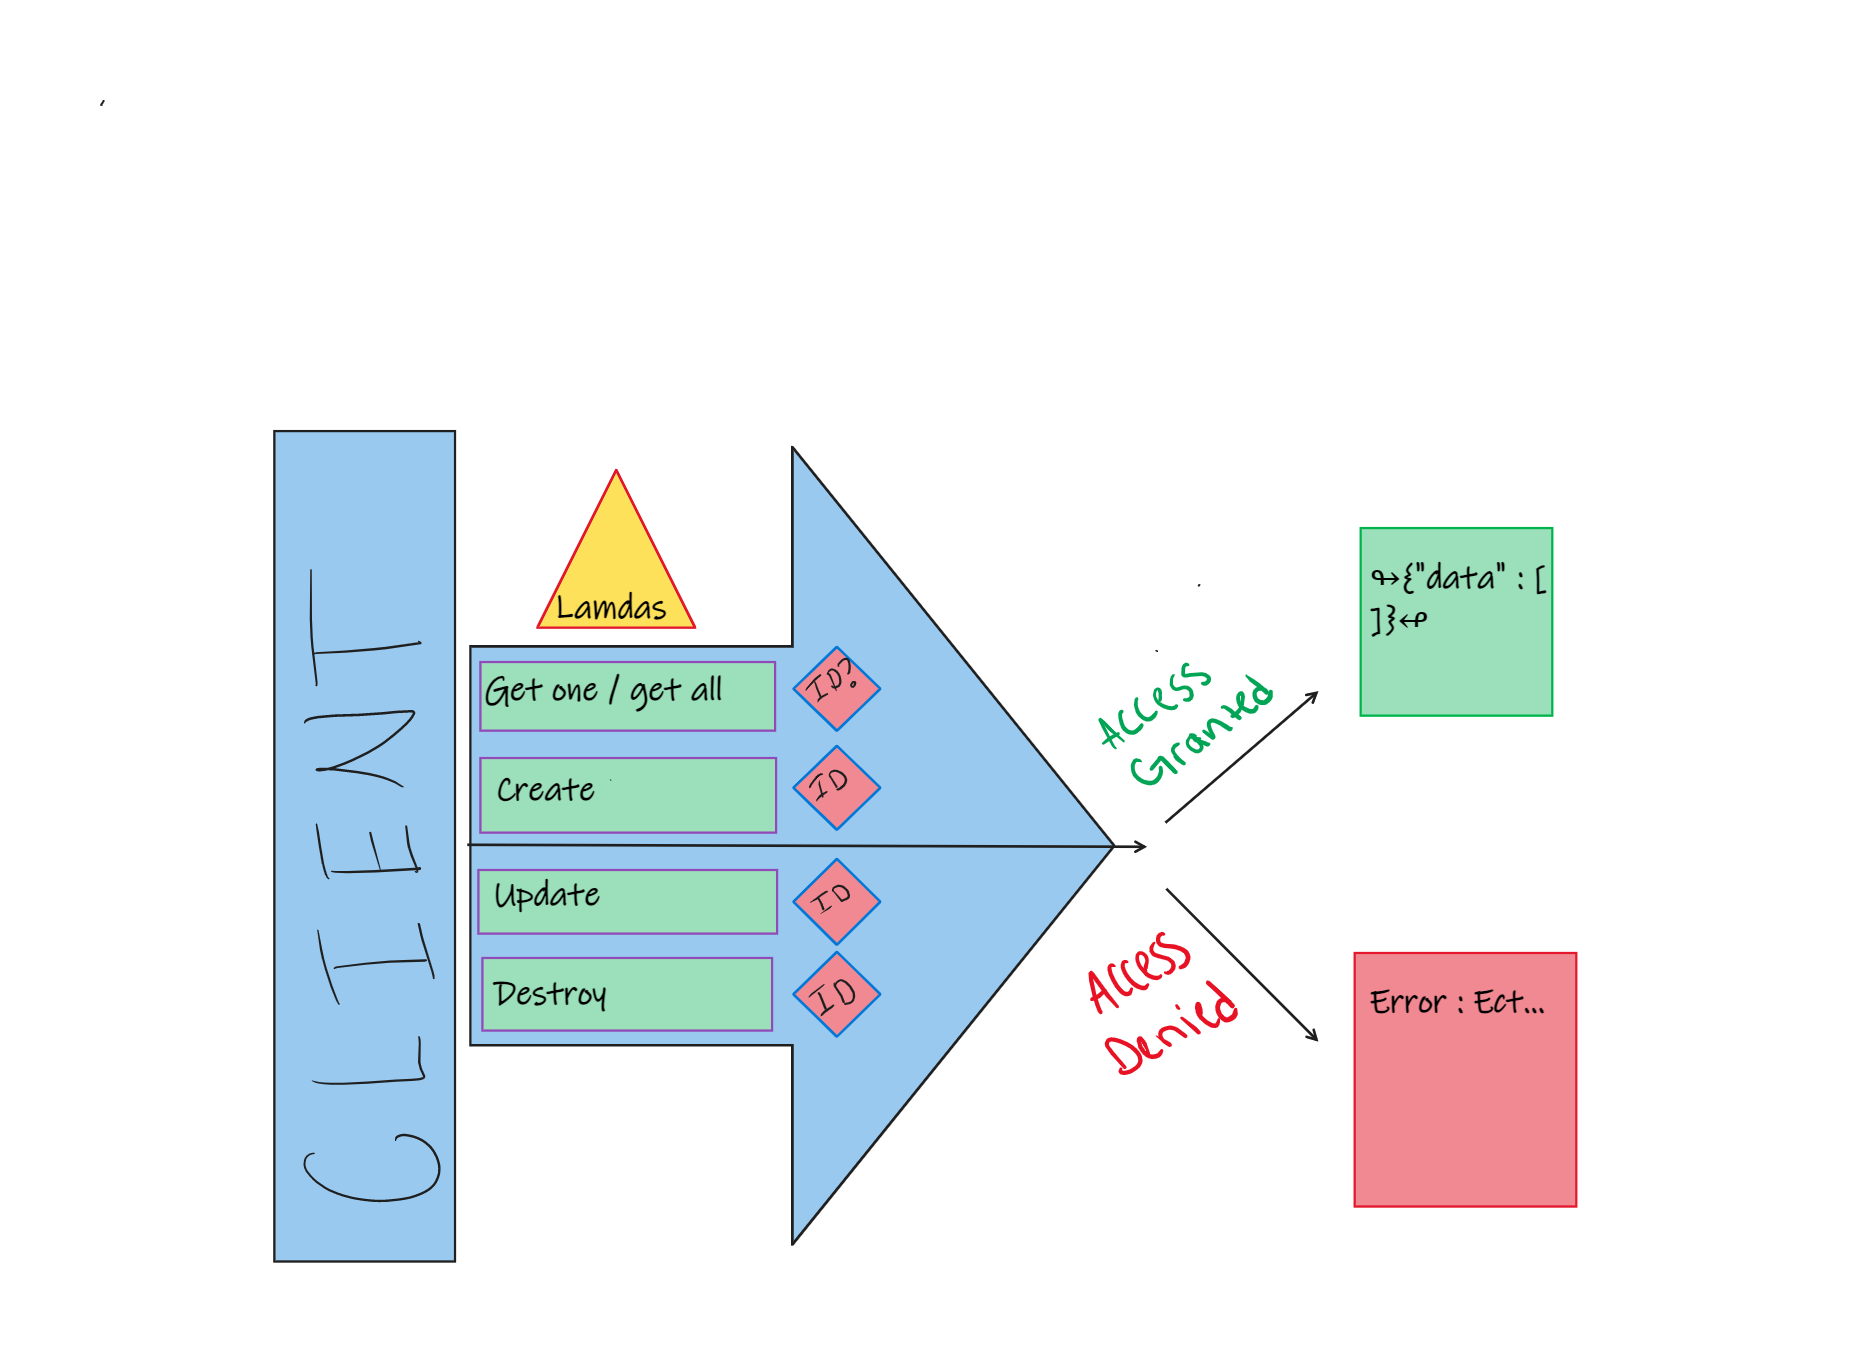 CLIENT
Lamdas
Get one / get all
ID?
Create
ID
Update
ID
Destroy
ID
Access
Granted
↬{"data" : [
]}↫
Access
Denied
Error : Ect...